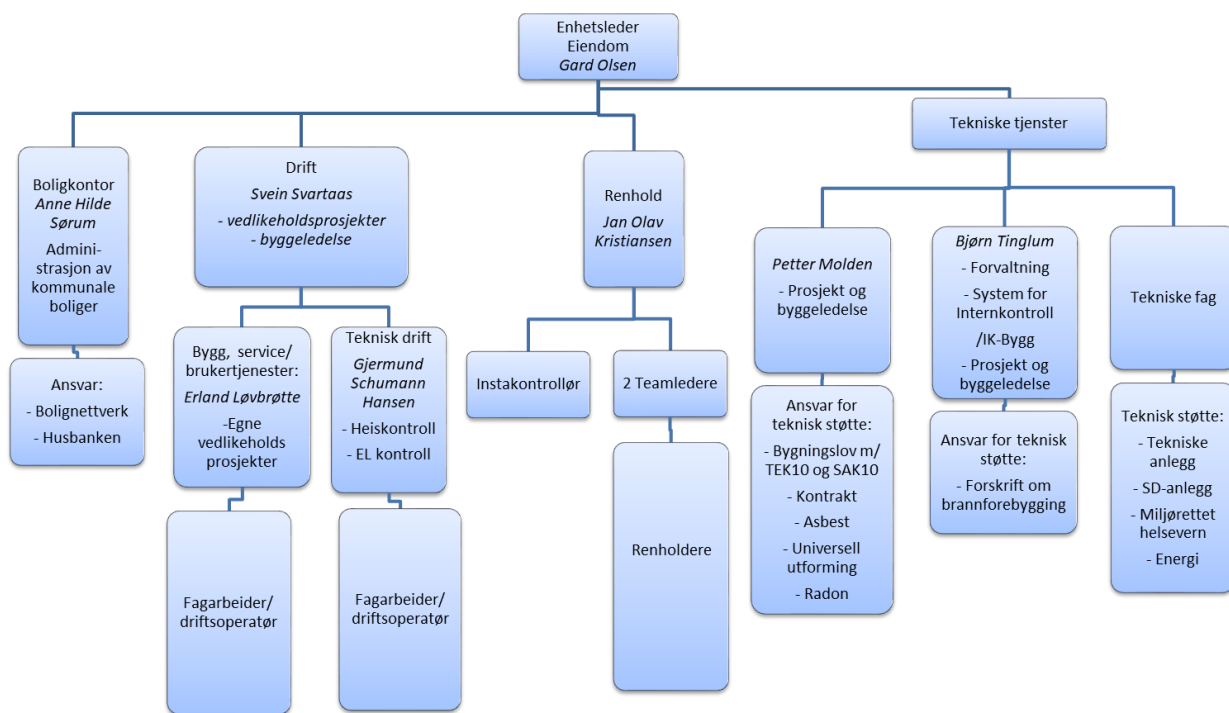 Enhetsleder
Eiendom
Gard Olsen
Tekniske tjenster
Boligkontor
Anne Hilde
Sørum
Admini-
strasjon av
kommunale
boliger
Drift
Svein Svartaas
- vedlikeholdsprosjekter
- byggeledelse
Renhold
Jan Olav
Kristiansen
Petter Molden
- Prosjekt og
byggeledelse
Bjørn Tinglum
- Forvaltning
- System for
Internkontroll
/IK-Bygg
- Prosjekt og
byggeledelse
Tekniske fag
Ansvar:
- Bolignettverk
- Husbanken
Bygg, service/
brukertjenester:
Erland Løvbrøtte
-Egne
vedlikeholds
prosjekter
Teknisk drift
Gjermund
Schumann
Hansen
- Heiskontroll
- EL kontroll
Instakontrollør
2 Teamledere
Ansvar for
teknisk støtte:
- Bygningslov m/
TEK10 og SAK10
- Kontrakt
- Asbest
- Universell
utforming
- Radon
Ansvar for teknisk
støtte:
- Forskrift om
brannforebygging
Teknisk støtte:
- Tekniske
anlegg
- SD-anlegg
- Miljørettet
helsevern
- Energi
Fagarbeider/
driftsoperatør
Fagarbeider/
driftsoperatør
Renholdere